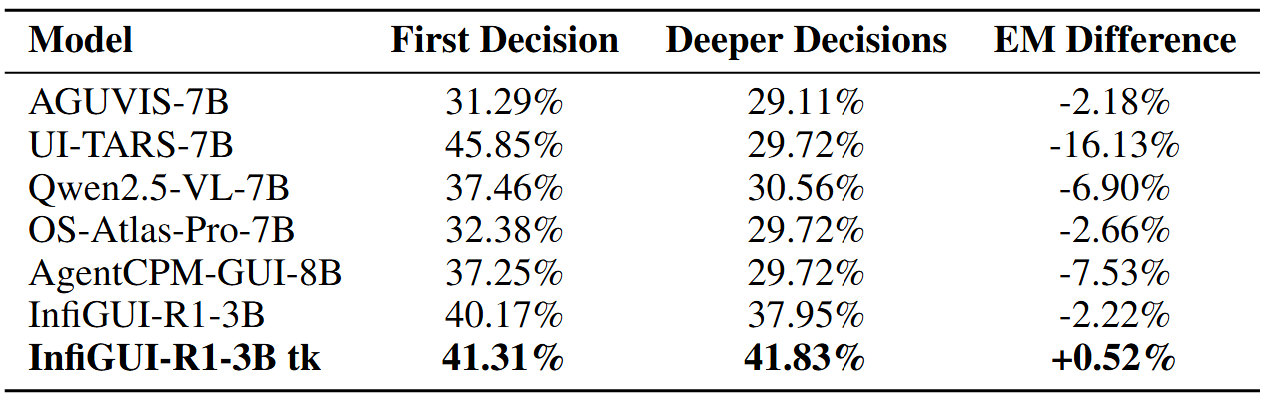 Model First Decision Deeper Decisions EM Difference
AGUVIS-7B 31.29% 29.11% -2.18%
UI-TARS-7B 45.85% 29.72% -16.13%
Qwen2.5-VL-7B 37.46% 30.56% -6.90%
OS-Atlas-Pro-7B 32.38% 29.72% -2.66%
AgentCPM-GUI-8B 37.25% 29.72% -7.53%
InfiGUI-R1-3B 40.17% 37.95% -2.22%
InfiGUI-R1-3B tk 41.31% 41.83% +0.52%